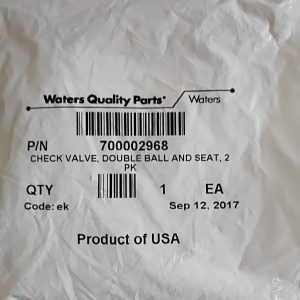 Waters Quality Parts™ Waters
P/N 700002968
CHECK VALVE, DOUBLE BALL AND SEAT, 2
PK
QTY 1 EA
Code: ek Sep 12, 2017
Product of USA